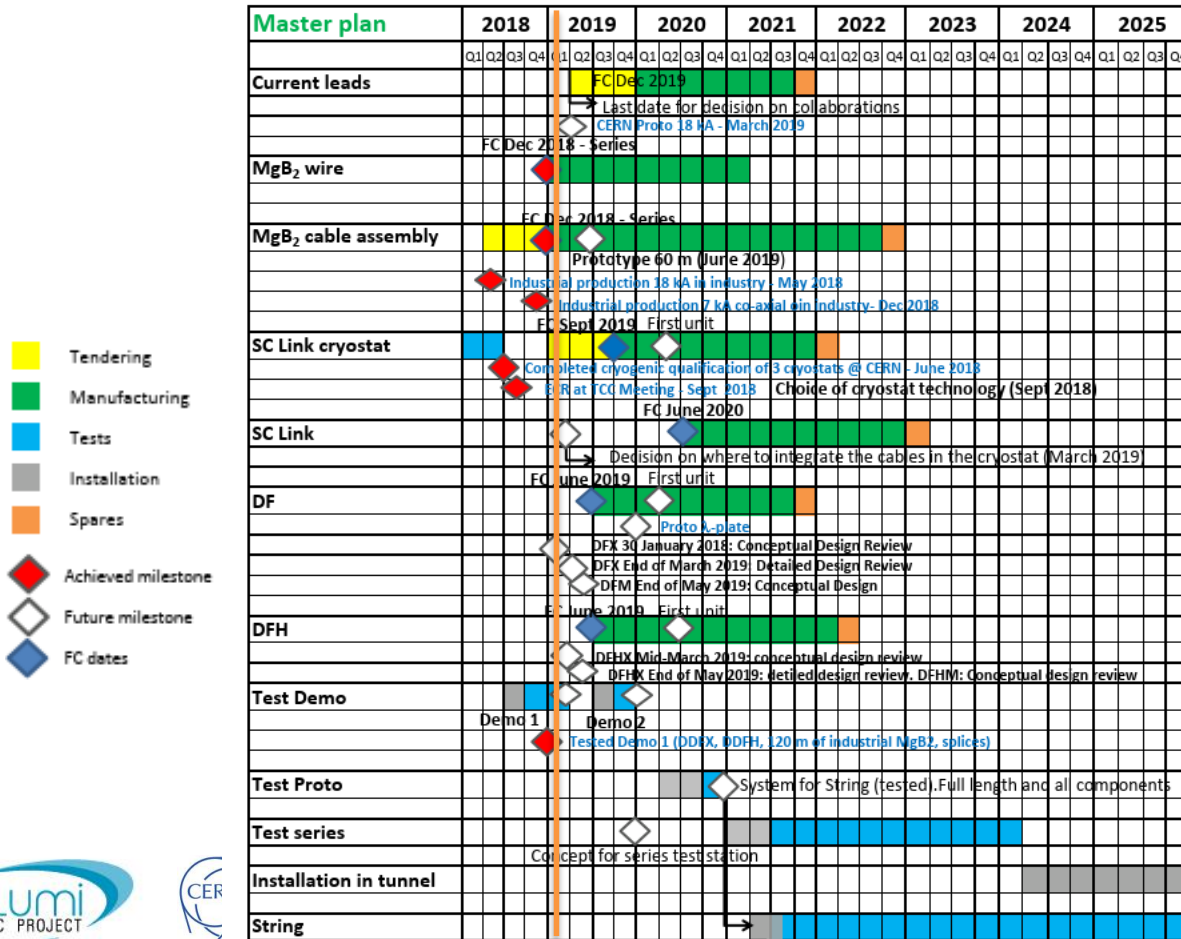 Master plan 2018 2019 2020 2021 2022 2023 2024 2025
Q1 Q2 Q3 Q4 Q1 Q2 Q3 Q4 Q1 Q2 Q3 Q4 Q1 Q2 Q3 Q4 Q1 Q2 Q3 Q4 Q1 Q2 Q3 Q4 Q1 Q2 Q3 Q4 Q1 Q2 Q3
Current leads FC Dec 2019
Last date for decision on collaborations
CERN Proto 18 kA - March 2019
FC Dec 2018 - Series
MgB₂ wire
FC Dec 2018 - Series
MgB₂ cable assembly
Prototype 60 m (June 2019)
Industrial production 18 kA in industry - May 2018
Industrial production 7 kA co-axial oin industry- Dec 2018
FC Sept 2019 First unit
SC Link cryostat
Completed cryogenic qualification of 3 cryostats @ CERN - June 2018
at TCC Meeting - Sept 2018 Choice of cryostat technology (Sept 2018)
FC June 2020
SC Link
Decision on where to integrate the cables in the cryostat (March 2019)
FC June 2019 First unit
DF
Proto λ-plate
DFX 30 January 2018: Conceptual Design Review
DFX End of March 2019: Detailed Design Review
DFM End of May 2019: Conceptual Design
FC June 2019 First unit
DFH
DFHX Mid-March 2019: conceptual design review
DFHX End of May 2019: detiled design review. DFHM: Conceptual design review
Test Demo
Demo 1 Demo 2
Tested Demo 1 (DDFX, DDFH, 120 m of industrial MgB2, splices)
Test Proto System for String (tested).Full length and all components
Test series
Concept for series test station
Installation in tunnel
String
Tendering
Manufacturing
Tests
Installation
Spares
Achieved milestone
Future milestone
FC dates
PROJECT